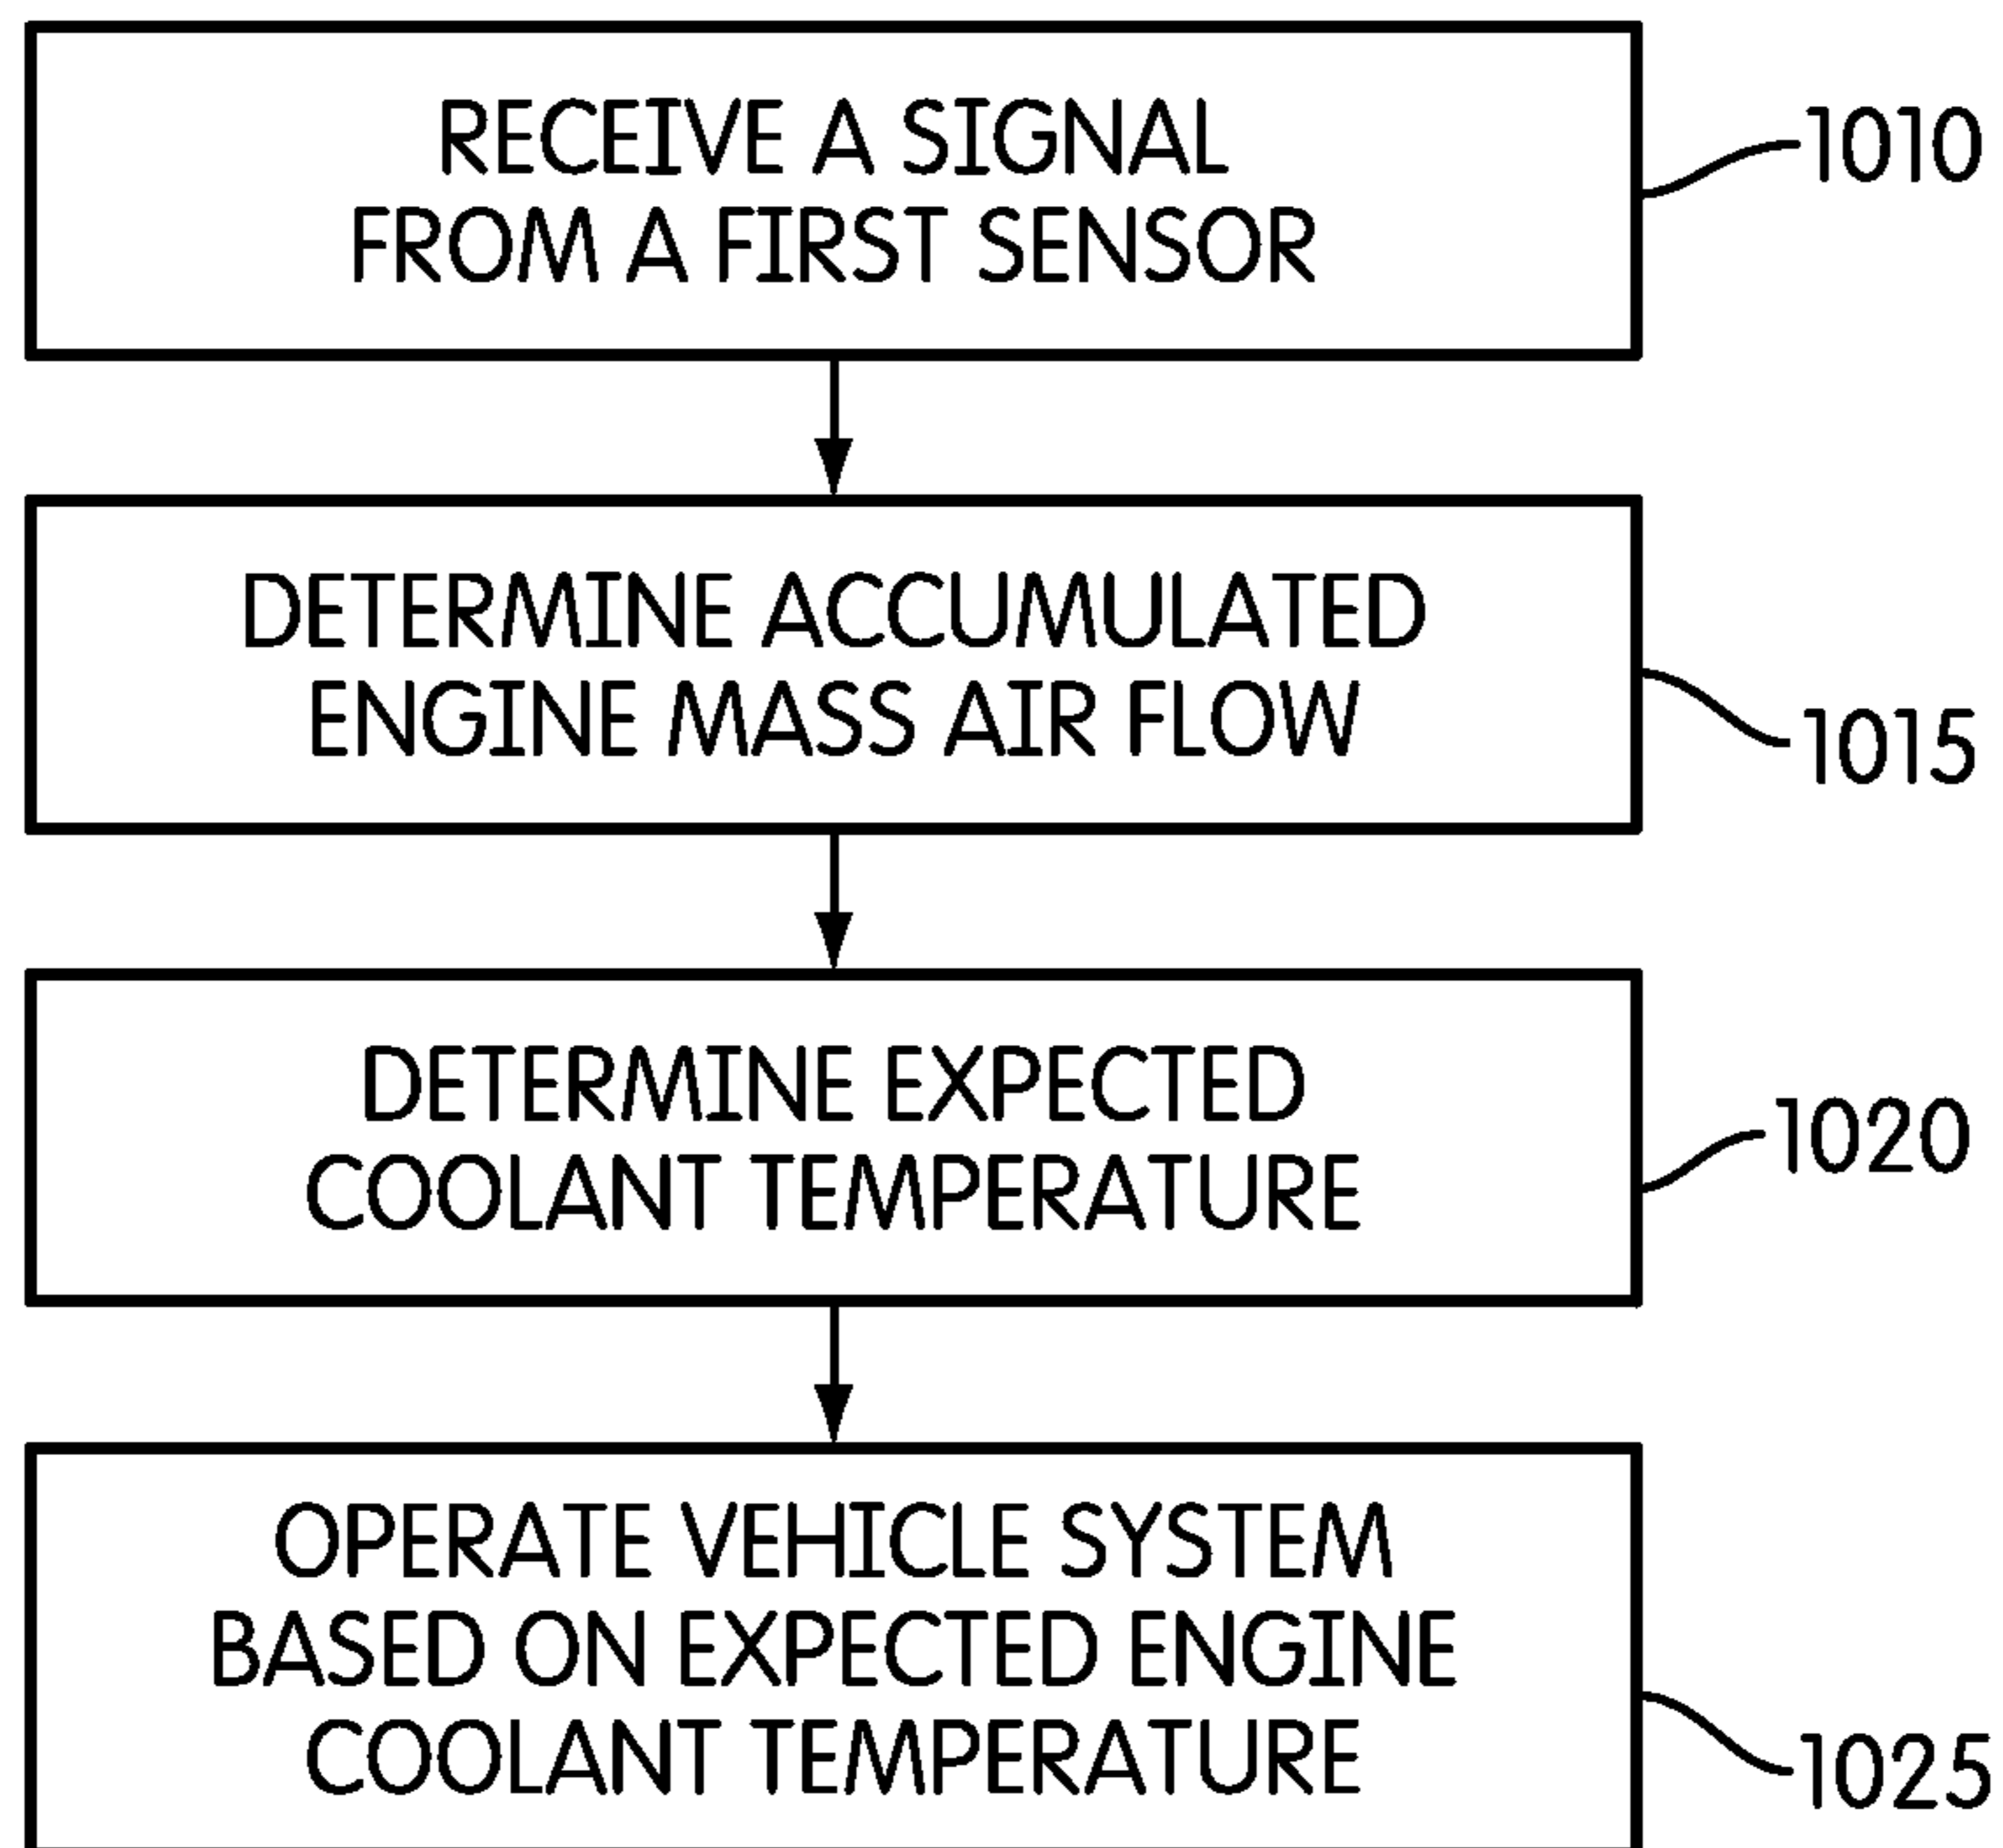 RECEIVE A SIGNAL
FROM A FIRST SENSOR
1010
DETERMINE ACCUMULATED
ENGINE MASS AIR FLOW
1015
DETERMINE EXPECTED
COOLANT TEMPERATURE
1020
OPERATE VEHICLE SYSTEM
BASED ON EXPECTED ENGINE
COOLANT TEMPERATURE
1025